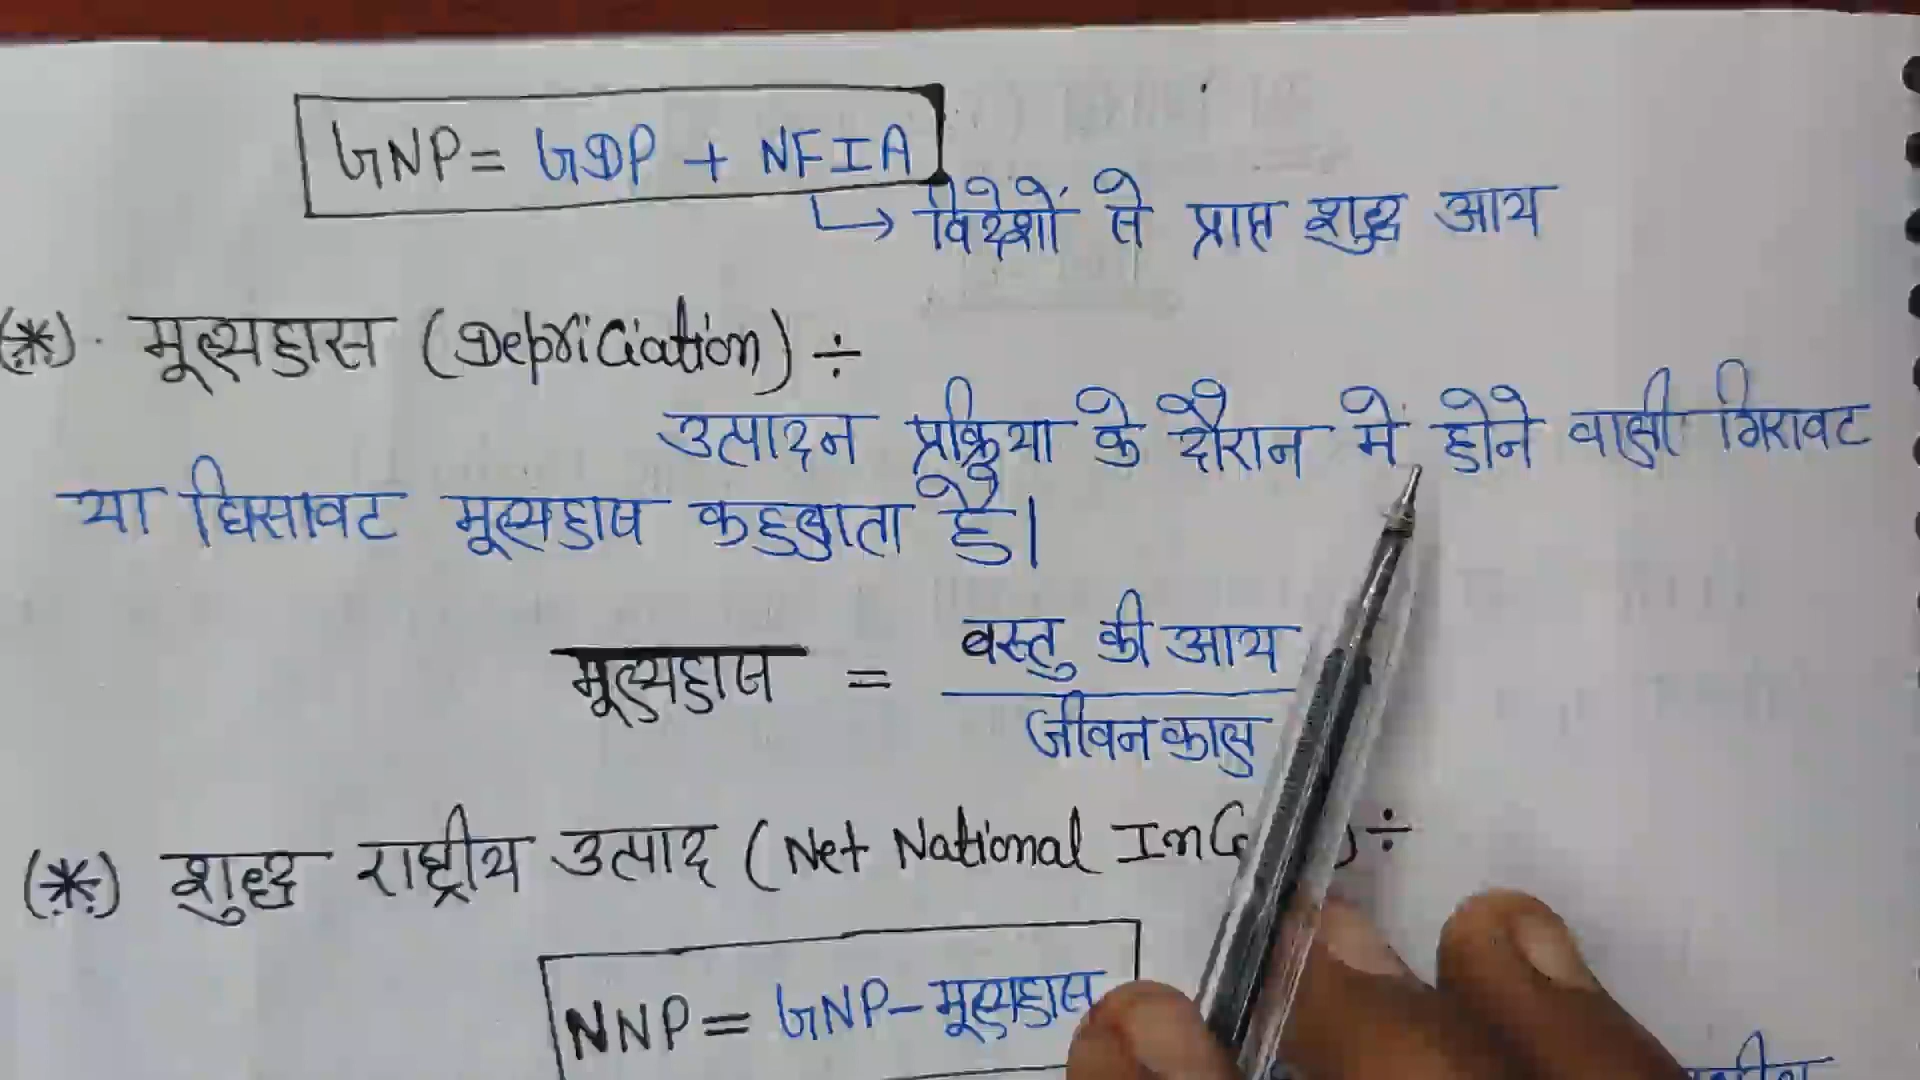 GNP = GDP + NFIA
↳ विदेशों से प्राप्त शुद्ध आय
(*). मूल्यह्रास (Depriciation) ÷
उत्पादन प्रक्रिया के दौरान में होने वाली गिरावट
या घिसावट मूल्यह्रास कहलाता है।
मूल्यह्रास = वस्तु की आय
जीवन काल
(*) शुद्ध राष्ट्रीय उत्पाद (Net National ÷
NNP = GNP - मूल्यह्रास